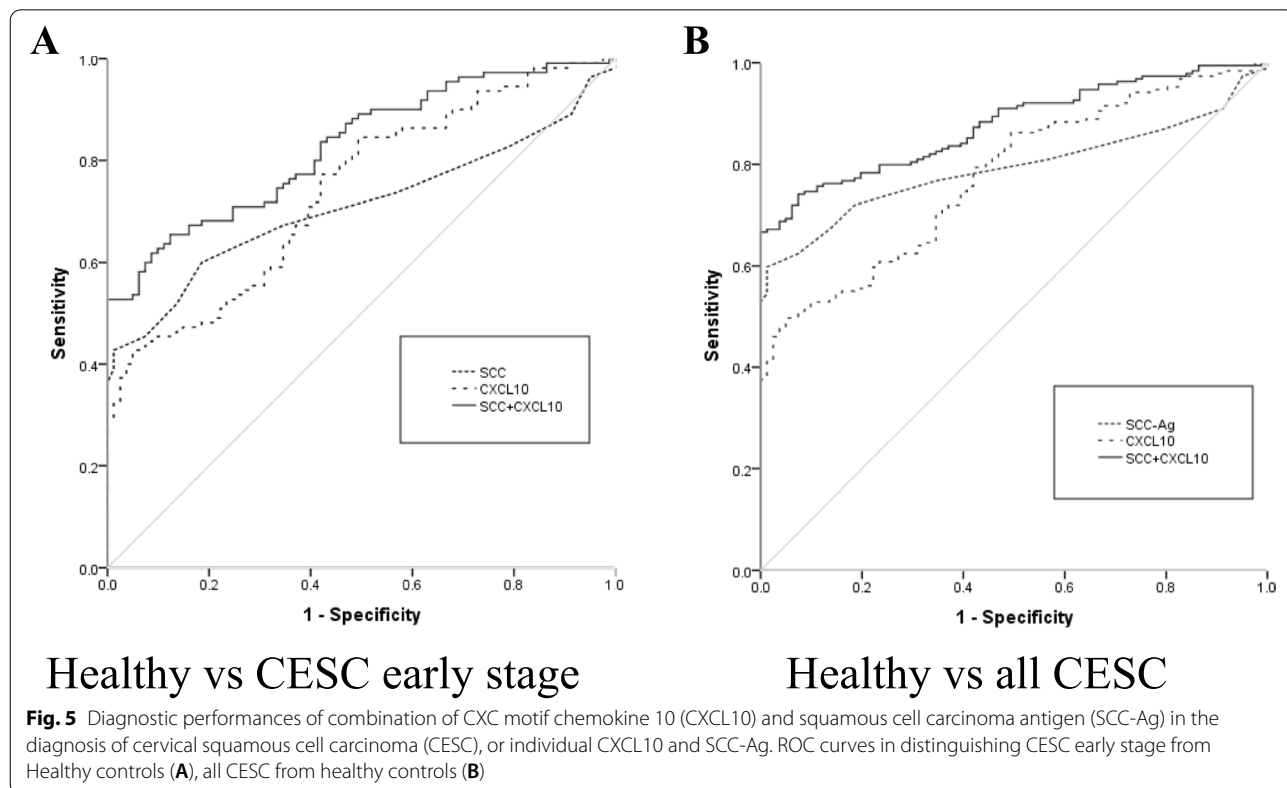 A
1.0
0.8
0.6
0.4
0.2
0.0
Sensitivity
0.0 0.2 0.4 0.6 0.8 1.0
1 - Specificity
SCC
CXCL10
SCC+CXCL10
Healthy vs CESC early stage
B
1.0
0.8
0.6
0.4
0.2
0.0
Sensitivity
0.0 0.2 0.4 0.6 0.8 1.0
1 - Specificity
SCC-Ag
CXCL10
SCC+CXCL10
Healthy vs all CESC
Fig. 5 Diagnostic performances of combination of CXC motif chemokine 10 (CXCL10) and squamous cell carcinoma antigen (SCC-Ag) in the
diagnosis of cervical squamous cell carcinoma (CESC), or individual CXCL10 and SCC-Ag. ROC curves in distinguishing CESC early stage from
Healthy controls (A), all CESC from healthy controls (B)